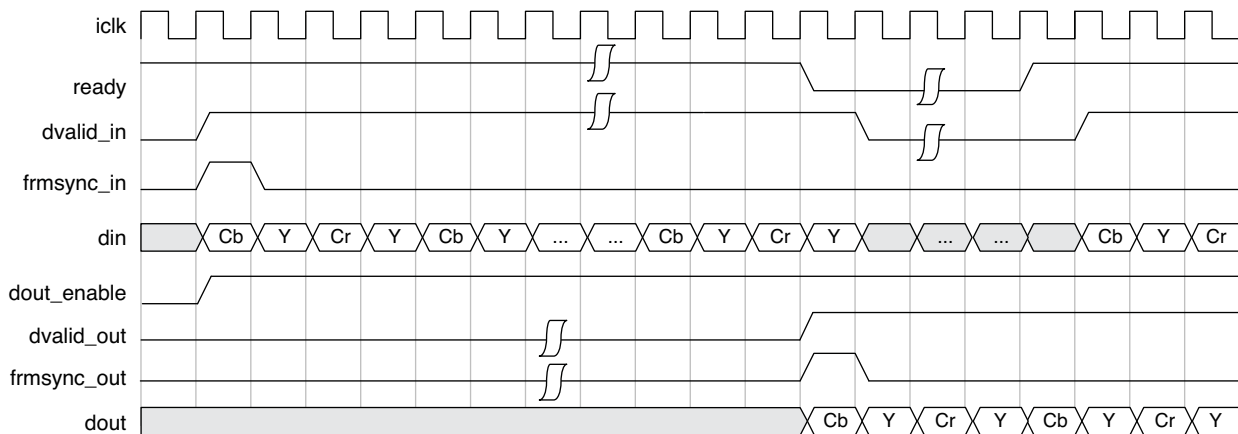 iclk
ready
dvalid_in
frmsync_in
din Cb Y Cr Y Cb Y ... ... Cb Y Cr Y ... ... Cb Y Cr
dout_enable
dvalid_out
frmsync_out
dout Cb Y Cr Y Cb Y Cr Y